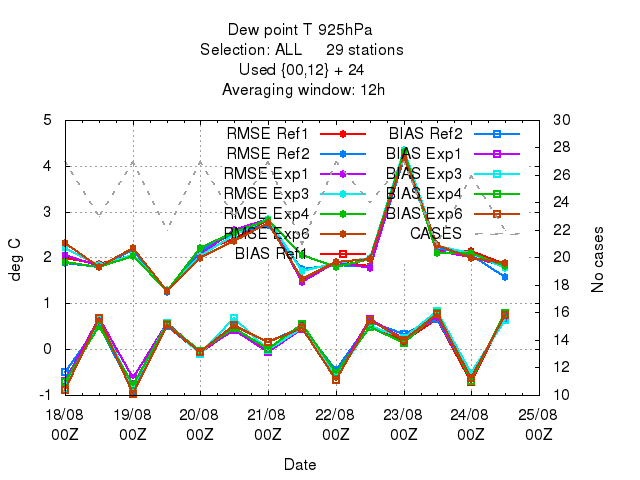 Dew point T 925hPa
Selection: ALL 29 stations
Used {00,12} + 24
Averaging window: 12h
deg C
5
4
3
2
1
0
-1
RMSE Ref1
RMSE Ref2
RMSE Exp1
RMSE Exp3
RMSE Exp4
RMSE Exp6
BIAS Ref1
BIAS Ref2
BIAS Exp1
BIAS Exp3
BIAS Exp4
BIAS Exp6
CASES
30
28
26
24
22
20
18
16
14
12
10
No cases
18/08 19/08 20/08 21/08 22/08 23/08 24/08 25/08
00Z 00Z 00Z 00Z 00Z 00Z 00Z 00Z
Date